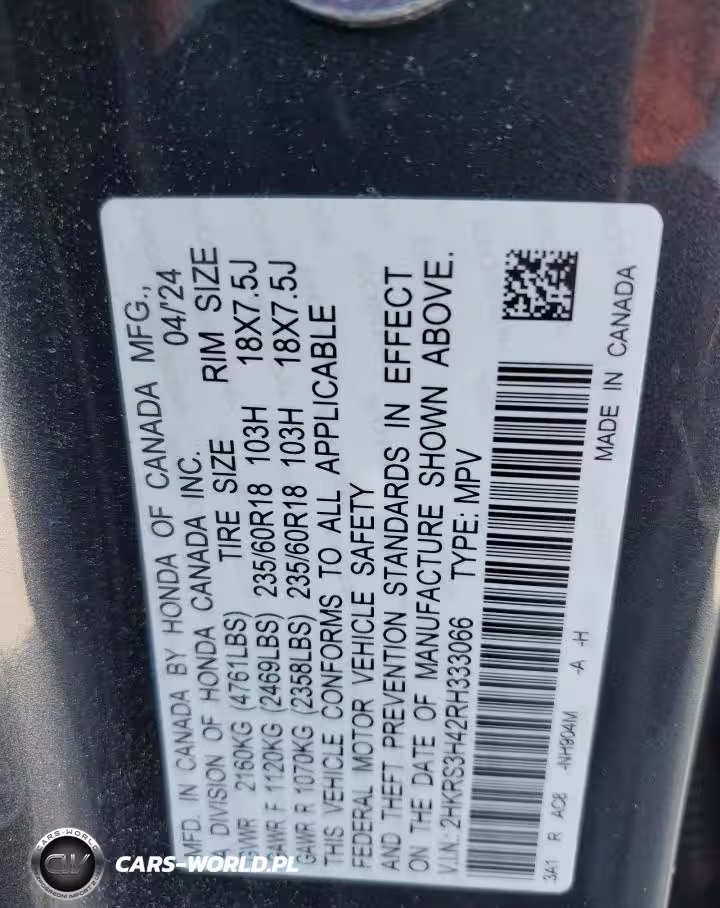 MFD. IN CANADA BY HONDA OF CANADA MFG.,
A DIVISION OF HONDA CANADA INC. 04/'24
GVWR 2160KG (4761LBS) TIRE SIZE RIM SIZE
GAWR F 1120KG (2469LBS) 235/60R18 103H 18X7.5J
GAWR R 1070KG (2358LBS) 235/60R18 103H 18X7.5J
THIS VEHICLE CONFORMS TO ALL APPLICABLE
FEDERAL MOTOR VEHICLE SAFETY
AND THEFT PREVENTION STANDARDS IN EFFECT
ON THE DATE OF MANUFACTURE SHOWN ABOVE.
V.I.N.: 2HKRS3H42RH333066 TYPE: MPV
3A1 R AC8 -NH904M -A -H
MADE IN CANADA
CARS-WORLD
CW
CARS-WORLD.PL